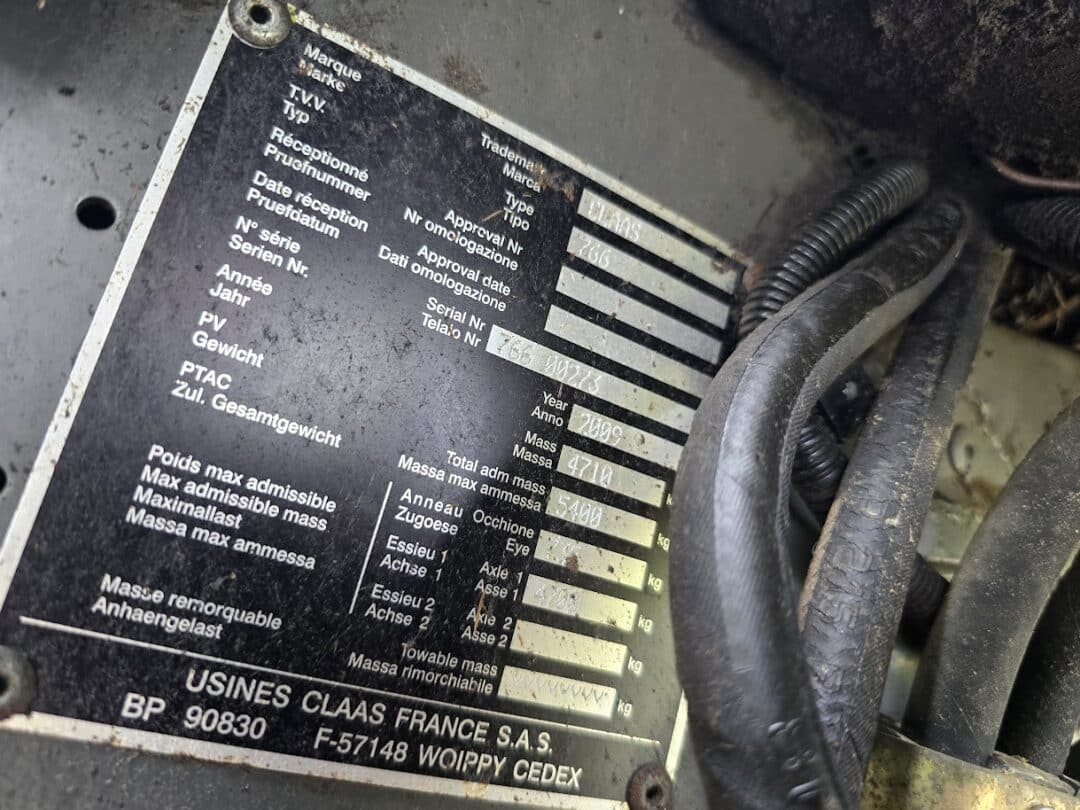 Marque
Marke
Trademark
Marca
CLAAS
T.V.V.
Typ
Type
Tipo
766
Réceptionné
Pruefnummer
Approval Nr
Nr omologazione
Date réception
Pruefdatum
Approval date
Dati omologazione
N° série
Serien Nr.
Serial Nr
Telaio Nr
766 00273
Année
Jahr
Year
Anno
2009
PV
Gewicht
Mass
Massa
4710
PTAC
Zul. Gesamtgewicht
Total adm mass
Massa max ammessa
5400
kg
Poids max admissible
Max admissible mass
Maximallast
Massa max ammessa
Anneau
Zugoese
Occhione
Eye
kg
Essieu 1
Achse 1
Axle 1
Asse 1
4700
kg
Essieu 2
Achse 2
Axle 2
Asse 2
kg
Masse remorquable
Anhaengelast
Towable mass
Massa rimorchiabile
kg
USINES CLAAS FRANCE S.A.S.
BP 90830
F-57148 WOIPPY CEDEX